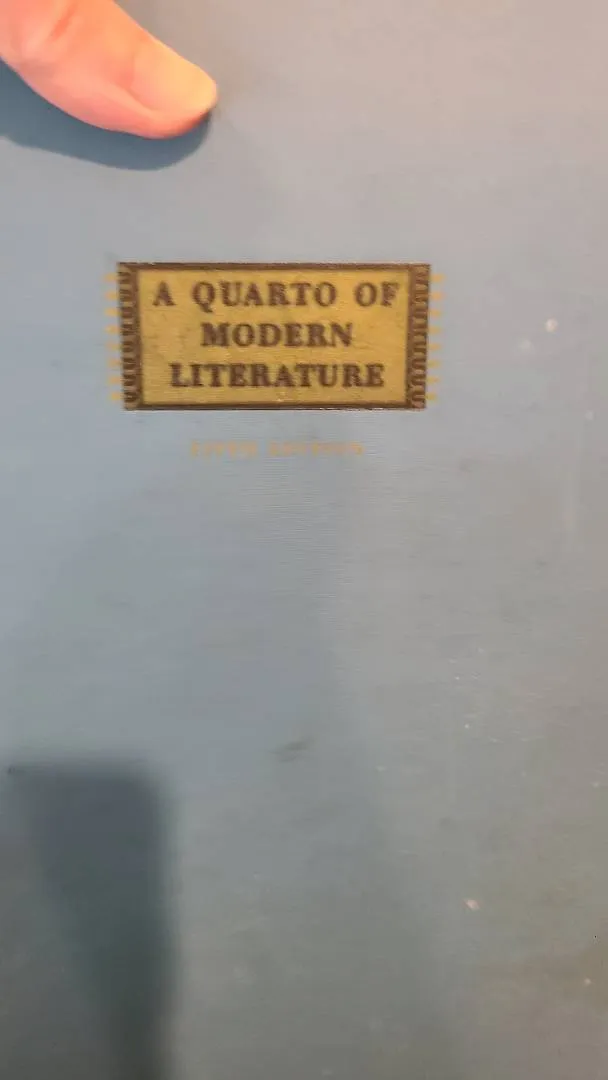 A QUARTO OF
MODERN
LITERATURE
FIFTH EDITION